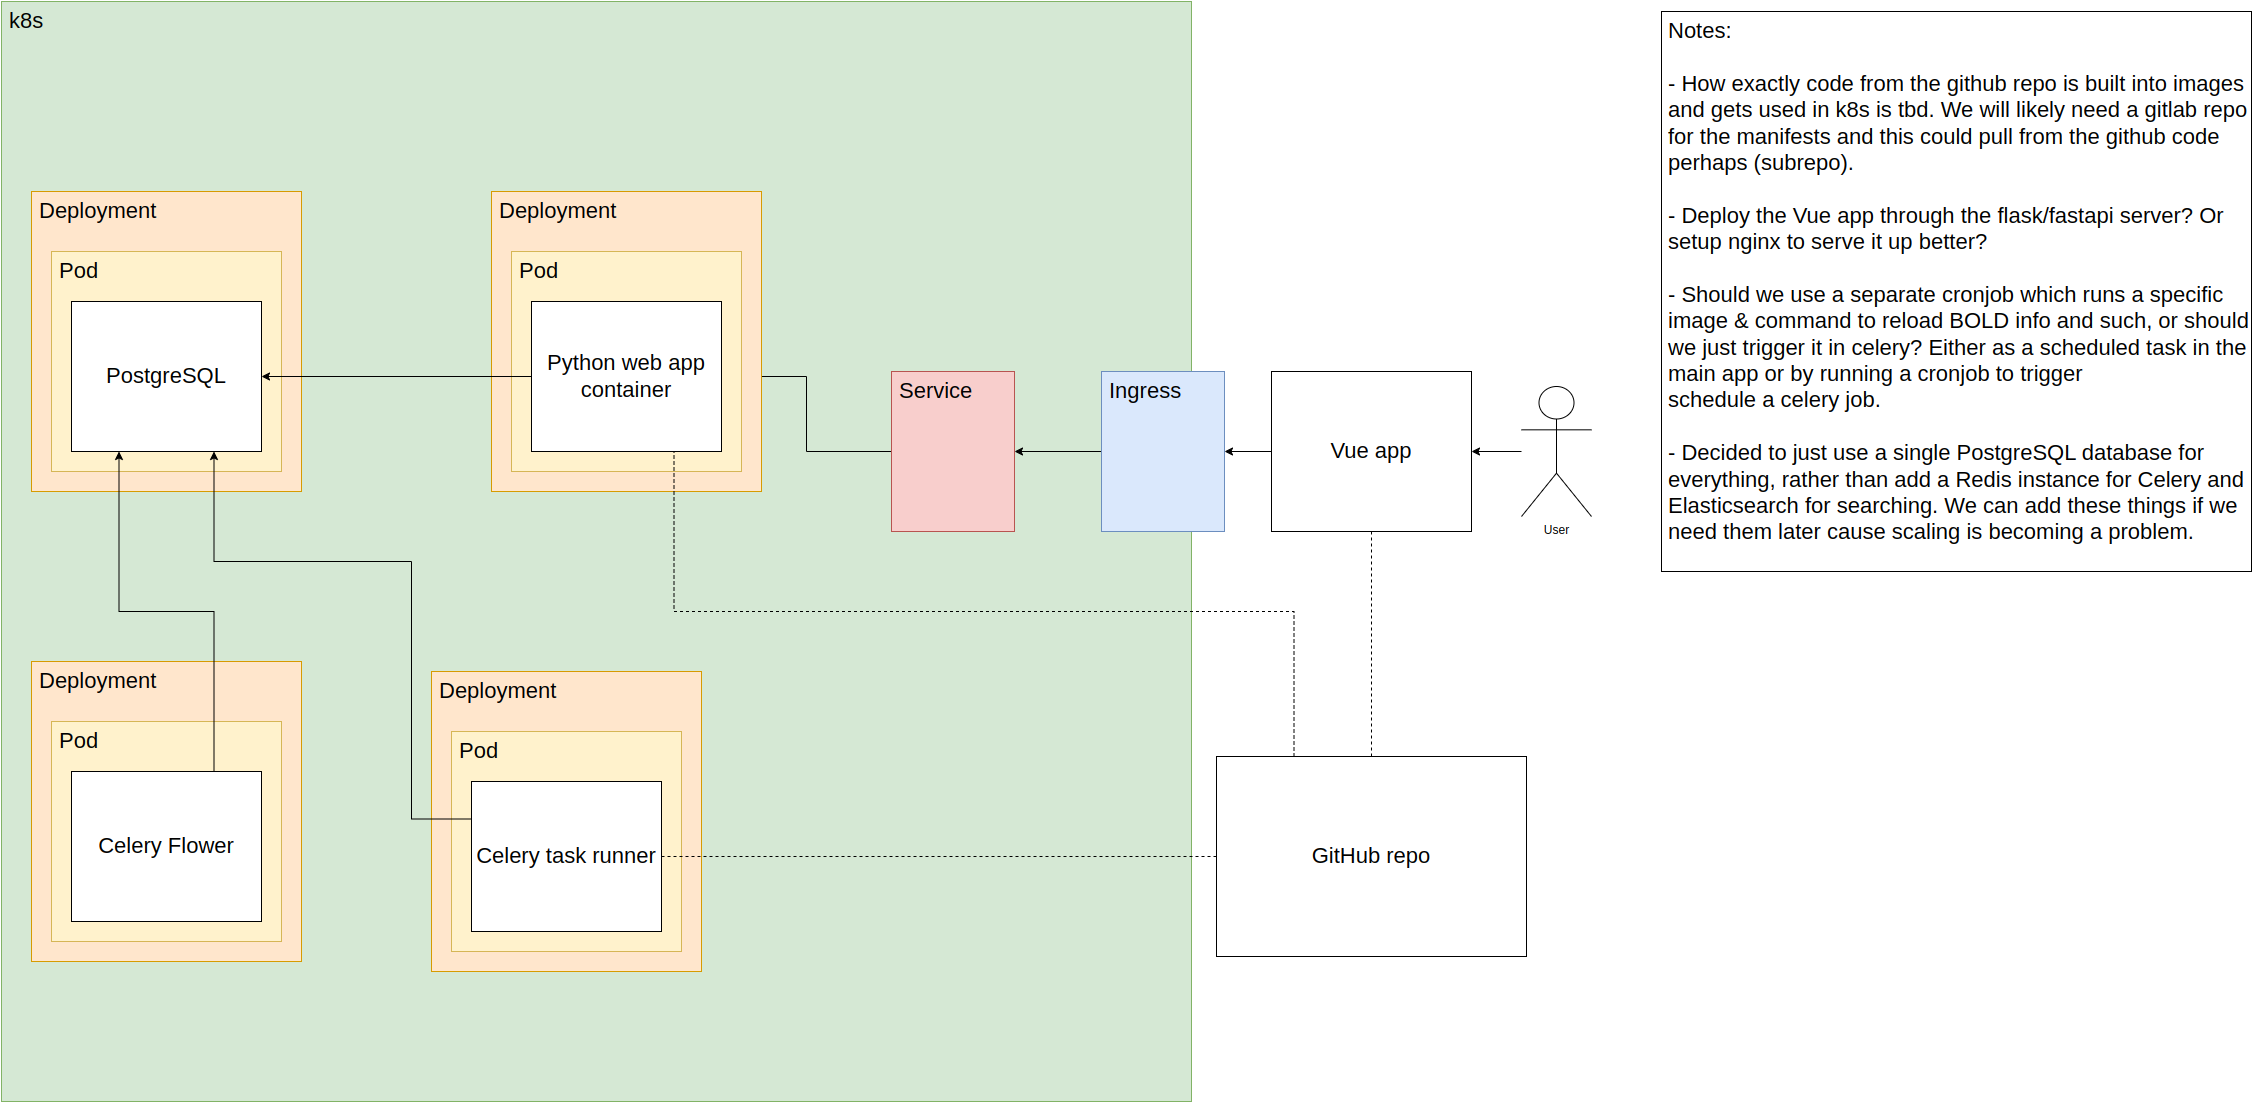 k8s
Deployment
Pod
PostgreSQL
Deployment
Pod
Python web app
container
Service
Ingress
Vue app
User
Deployment
Pod
Celery Flower
Deployment
Pod
Celery task runner
GitHub repo
Notes:
- How exactly code from the github repo is built into images
and gets used in k8s is tbd. We will likely need a gitlab repo
for the manifests and this could pull from the github code
perhaps (subrepo).
- Deploy the Vue app through the flask/fastapi server? Or
setup nginx to serve it up better?
- Should we use a separate cronjob which runs a specific
image & command to reload BOLD info and such, or should
we just trigger it in celery? Either as a scheduled task in the
main app or by running a cronjob to trigger
schedule a celery job.
- Decided to just use a single PostgreSQL database for
everything, rather than add a Redis instance for Celery and
Elasticsearch for searching. We can add these things if we
need them later cause scaling is becoming a problem.